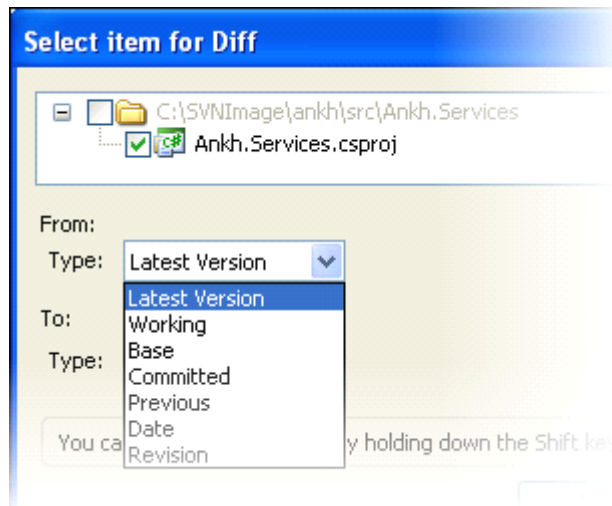 Select item for Diff
C:\SVNImage\ankh\src\Ankh.Services
Ankh.Services.csproj
From:
Type: Latest Version
Latest Version
To:
Working
Base
Type:
Committed
Previous
Date
You ca
y holding down the Shift ke
Revision